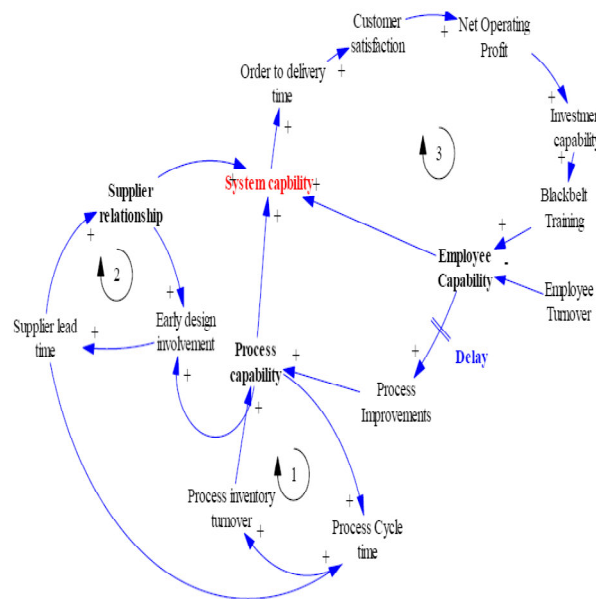 Customer
satisfaction
+
Net Operating
Profit
+
Order to delivery
time
+
+
Investment
capability
+
+
3
System capbility
+
+
+
Blackbelt
Training
+
Supplier
relationship
+
2
Employee
Capability
-
Employee
Turnover
Supplier lead
time
+
+
Early design
involvement
+
Process
capability
+
+
Delay
+
Process
Improvements
1
Process inventory
turnover
+
+
+
Process Cycle
time